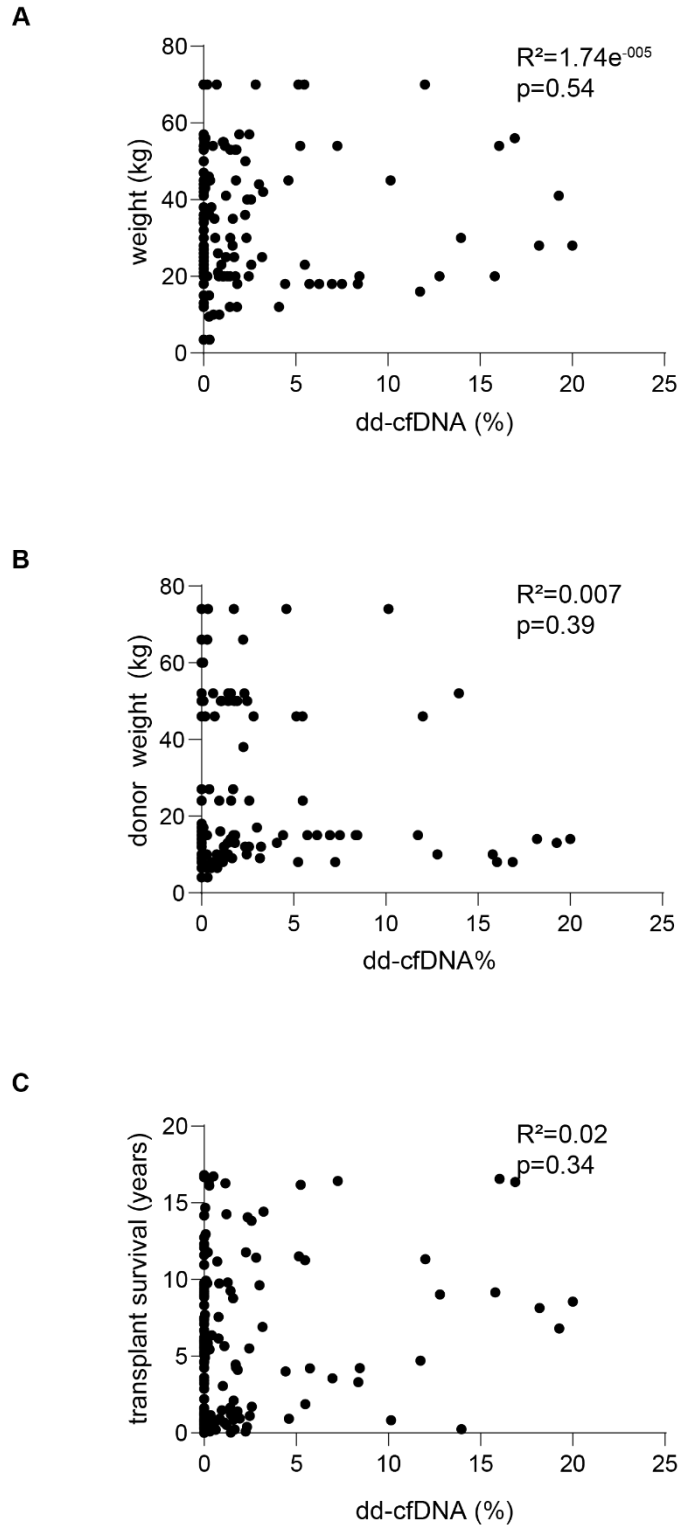 A
80
60
40
20
0
weight (kg)
R²=1.74e⁻⁰⁰⁵
p=0.54
0 5 10 15 20 25
dd-cfDNA (%)
B
80
60
40
20
0
donor weight (kg)
R²=0.007
p=0.39
0 5 10 15 20 25
dd-cfDNA%
C
20
15
10
5
0
transplant survival (years)
R²=0.02
p=0.34
0 5 10 15 20 25
dd-cfDNA (%)